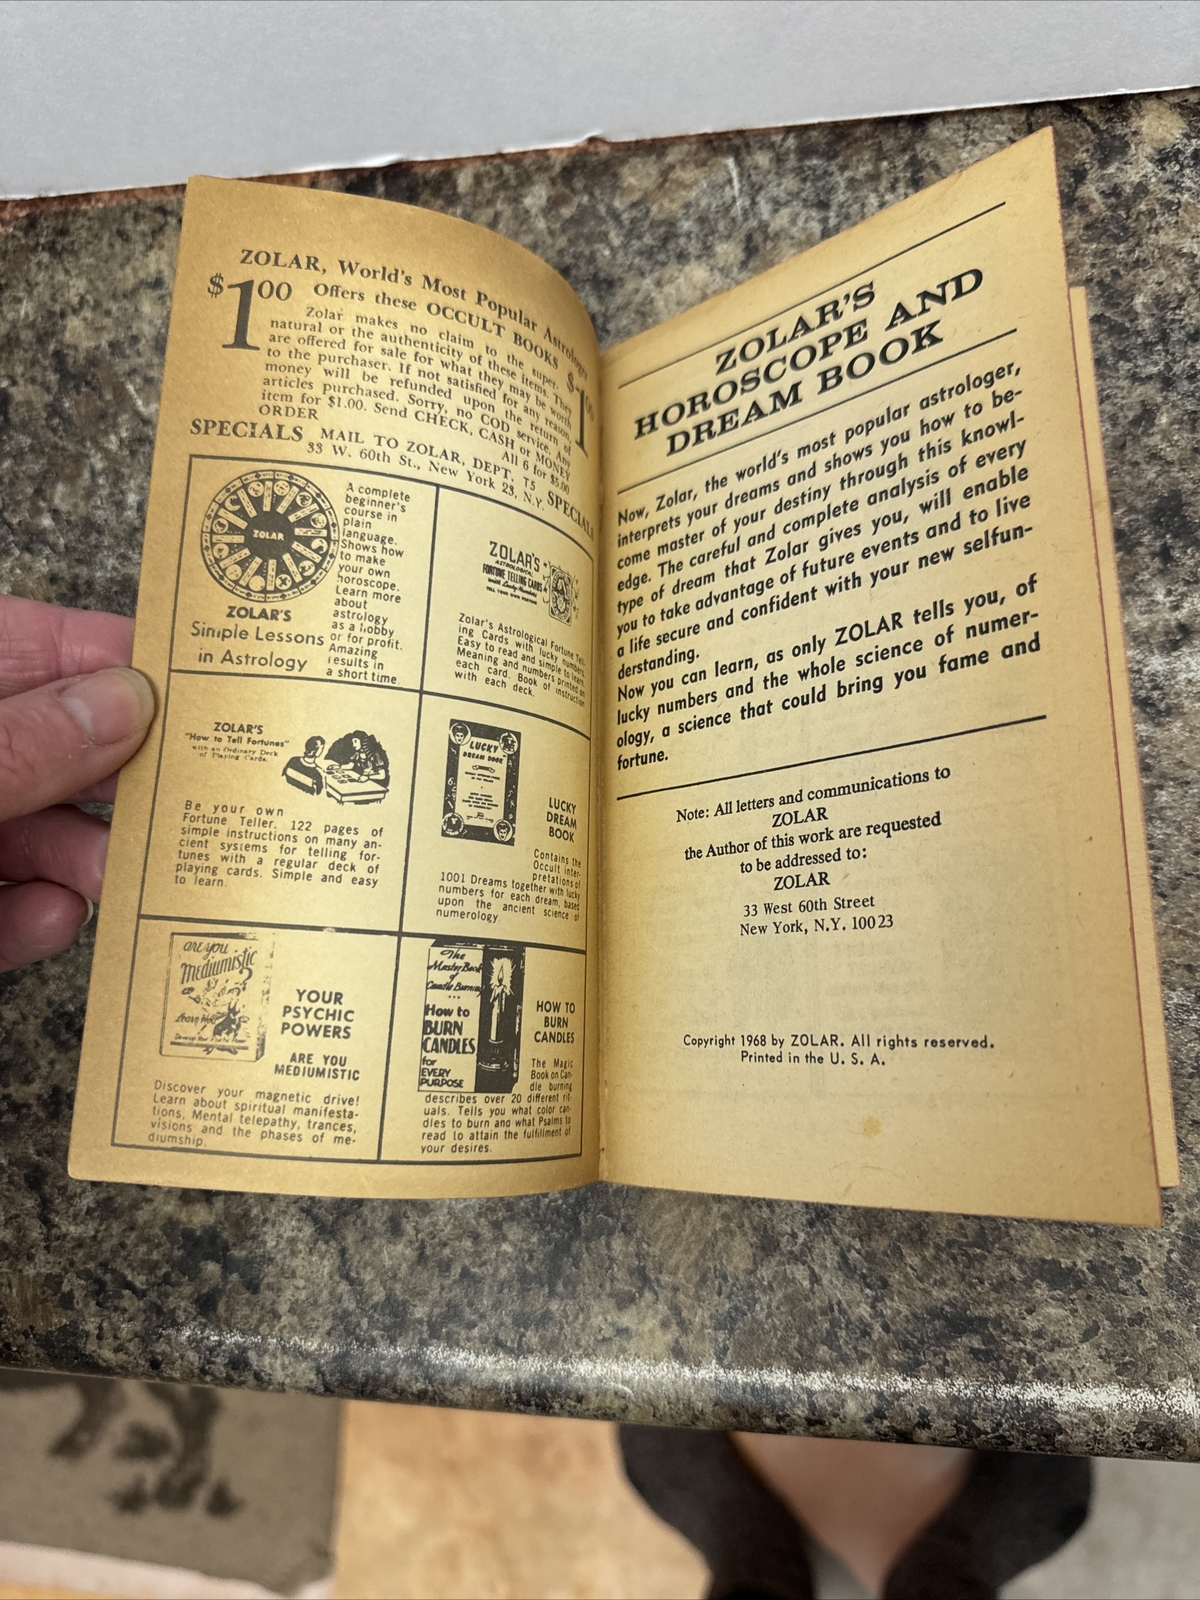 ZOLAR, World's Most Popular Astrologer
$1.00 Offers these OCCULT BOOKS $1.00
Zolar makes no claim to the super-
natural or the authenticity of these items. They
are offered for sale for what they may be worth
to the purchaser. If not satisfied for any reason,
money will be refunded upon the return of
articles purchased. Sorry, no COD service. Any
item for $1.00. Send CHECK, CASH or MONEY
ORDER All 6 for $5.00
SPECIALS MAIL TO ZOLAR, DEPT. T5 SPECIALS
33 W. 60th St., New York 23, N.Y.
ZOLAR
ZOLAR'S
Simple Lessons
in Astrology
A complete
beginner's
course in
plain
language.
Shows how
to make
your own
horoscope.
Learn more
about
astrology
as a hobby
or for profit.
Amazing
results in
a short time.
ZOLAR'S
ASTROLOGICAL
FORTUNE TELLING CARDS
with Lucky Numbers
TELL YOUR OWN FORTUNE
Zolar's Astrological Fortune Tell-
ing Cards with lucky numbers.
Easy to read and simple to learn.
Meaning and numbers printed on
each card. Book of instruction
with each deck.
ZOLAR'S
"How to Tell Fortunes"
with an Ordinary Deck
of Playing Cards.
Be your own
Fortune Teller. 122 pages of
simple instructions on many an-
cient systems for telling for-
tunes with a regular deck of
playing cards. Simple and easy
to learn.
LUCKY
DREAM BOOK
LUCKY
DREAM
BOOK
Contains the
Occult inter-
pretations of
1001 Dreams together with lucky
numbers for each dream, based
upon the ancient science of
numerology.
are you
Mediumistic
?
Learn How
YOUR
PSYCHIC
POWERS
ARE YOU
MEDIUMISTIC
Discover your magnetic drive!
Learn about spiritual manifesta-
tions, Mental telepathy, trances,
visions and the phases of me-
diumship.
The
Master Book
of
Candle Burning
How to
BURN
CANDLES
for
EVERY
PURPOSE
HOW TO
BURN
CANDLES
The Magic
Book on Can-
dle burning
describes over 20 different rit-
uals. Tells you what color can-
dles to burn and what Psalms to
read to attain the fulfillment of
your desires.
ZOLAR'S
HOROSCOPE AND
DREAM BOOK
Now, Zolar, the world's most popular astrologer,
interprets your dreams and shows you how to be-
come master of your destiny through this knowl-
edge. The careful and complete analysis of every
type of dream that Zolar gives you, will enable
you to take advantage of future events and to live
a life secure and confident with your new selfun-
derstanding.
Now you can learn, as only ZOLAR tells you, of
lucky numbers and the whole science of numer-
ology, a science that could bring you fame and
fortune.
Note: All letters and communications to
ZOLAR
the Author of this work are requested
to be addressed to:
ZOLAR
33 West 60th Street
New York, N.Y. 10023
Copyright 1968 by ZOLAR. All rights reserved.
Printed in the U. S. A.